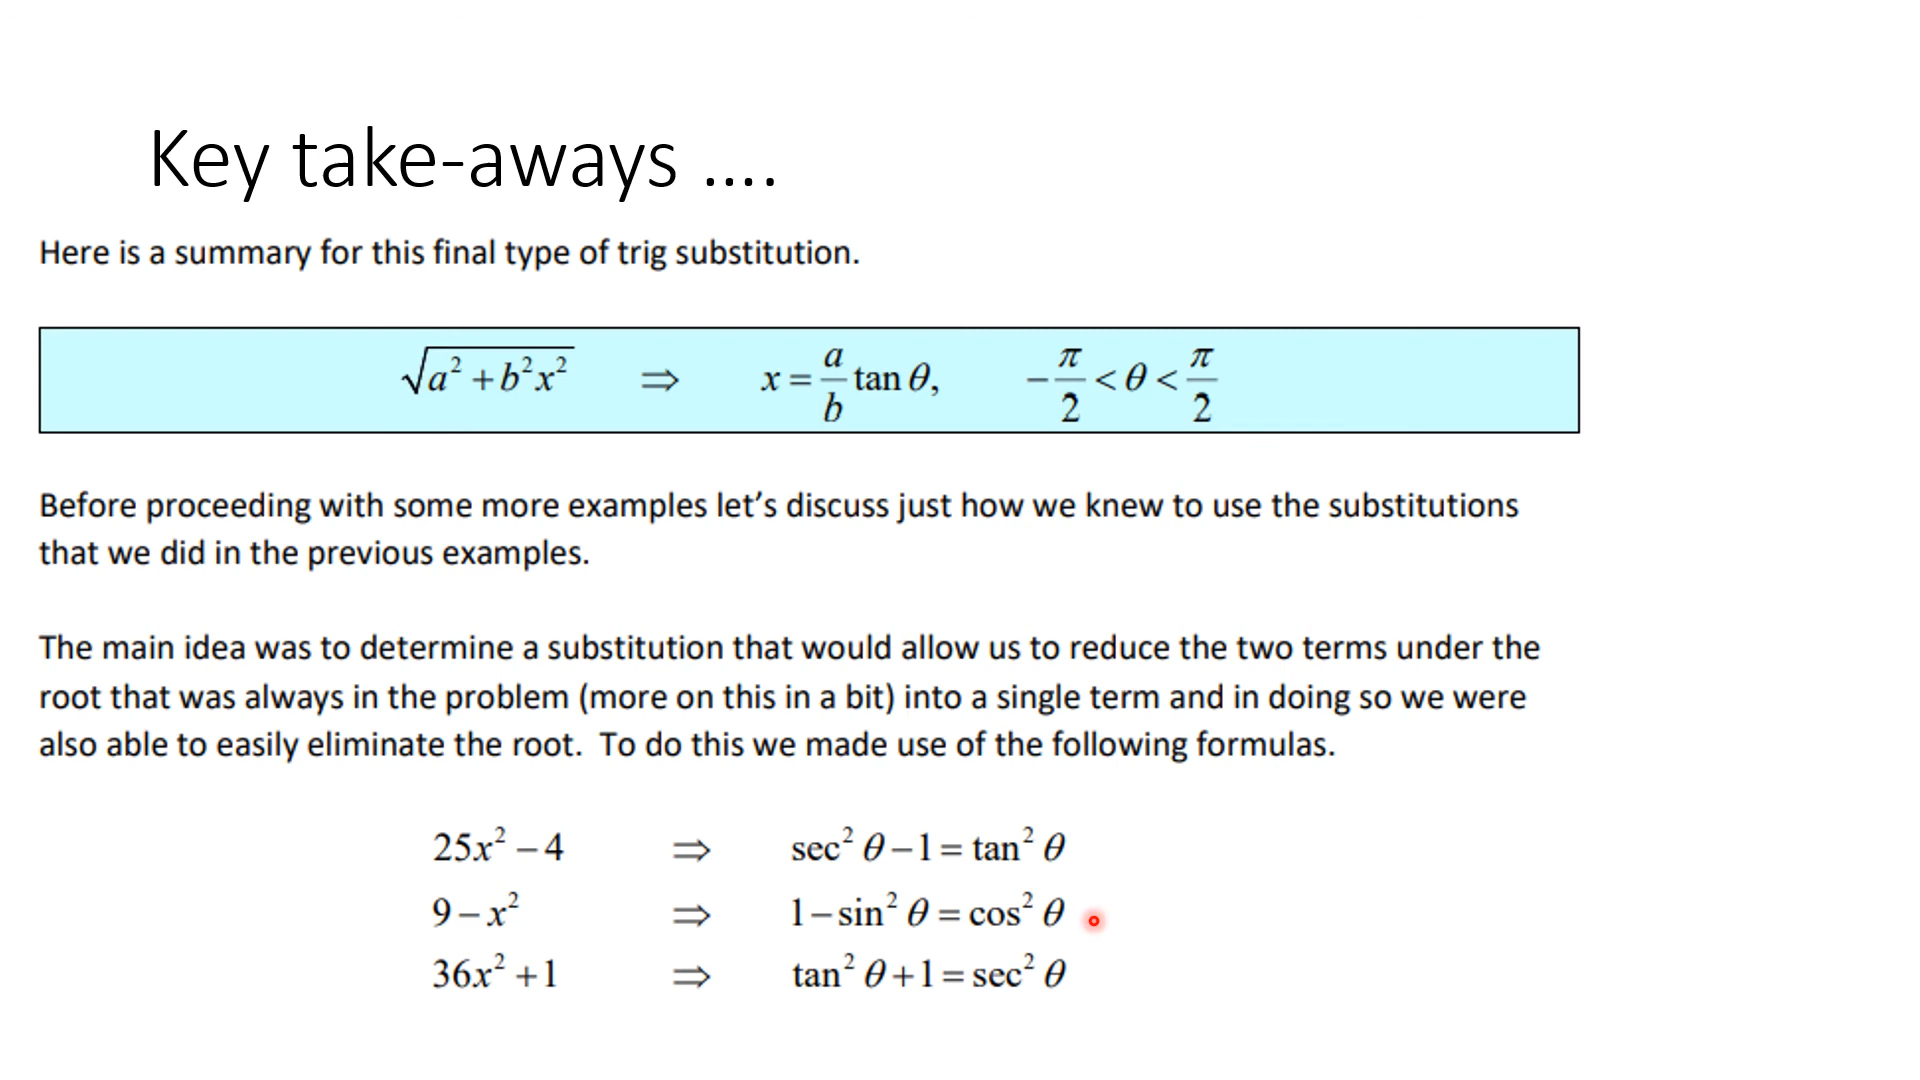 Key take-aways ....
Here is a summary for this final type of trig substitution.
√(a² + b²x²) ⇒ x = a/b tan θ, −π/2 < θ < π/2
Before proceeding with some more examples let’s discuss just how we knew to use the substitutions
that we did in the previous examples.
The main idea was to determine a substitution that would allow us to reduce the two terms under the
root that was always in the problem (more on this in a bit) into a single term and in doing so we were
also able to easily eliminate the root.  To do this we made use of the following formulas.
25x² − 4 ⇒ sec² θ − 1 = tan² θ
9 − x² ⇒ 1 − sin² θ = cos² θ
36x² + 1 ⇒ tan² θ + 1 = sec² θ